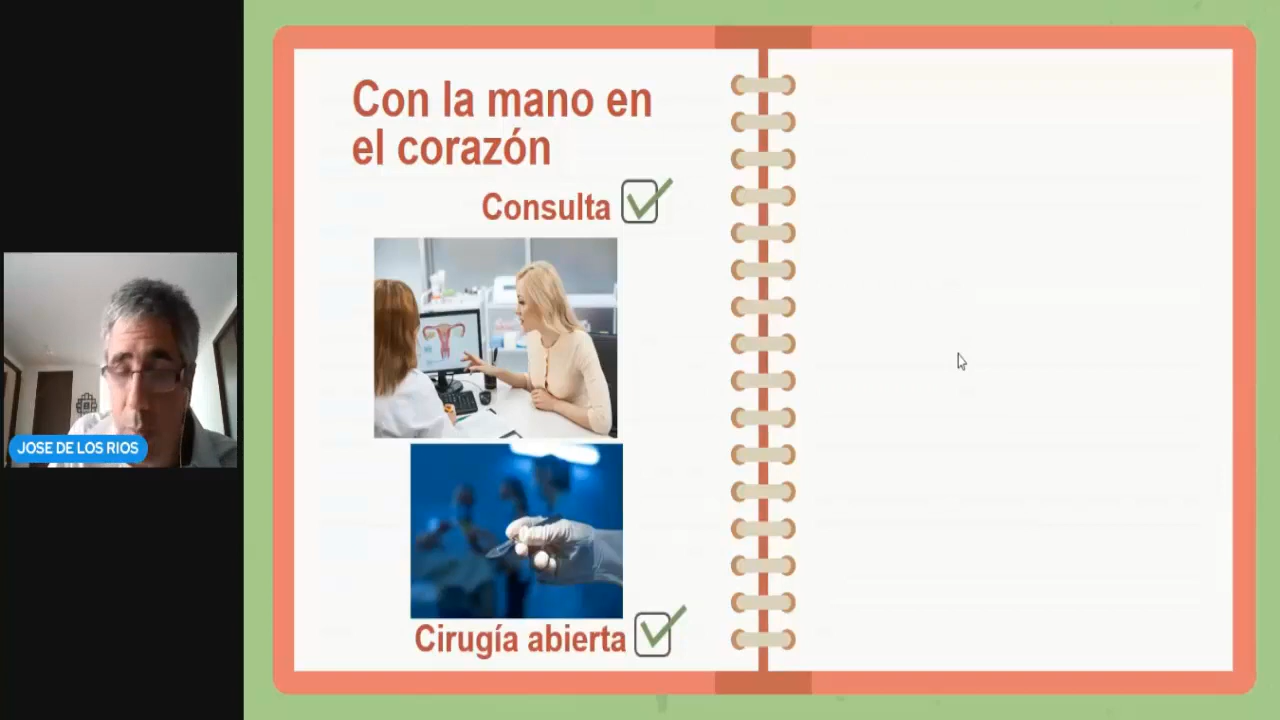 Con la mano en
el corazón
Consulta
Cirugía abierta
JOSE DE LOS RIOS